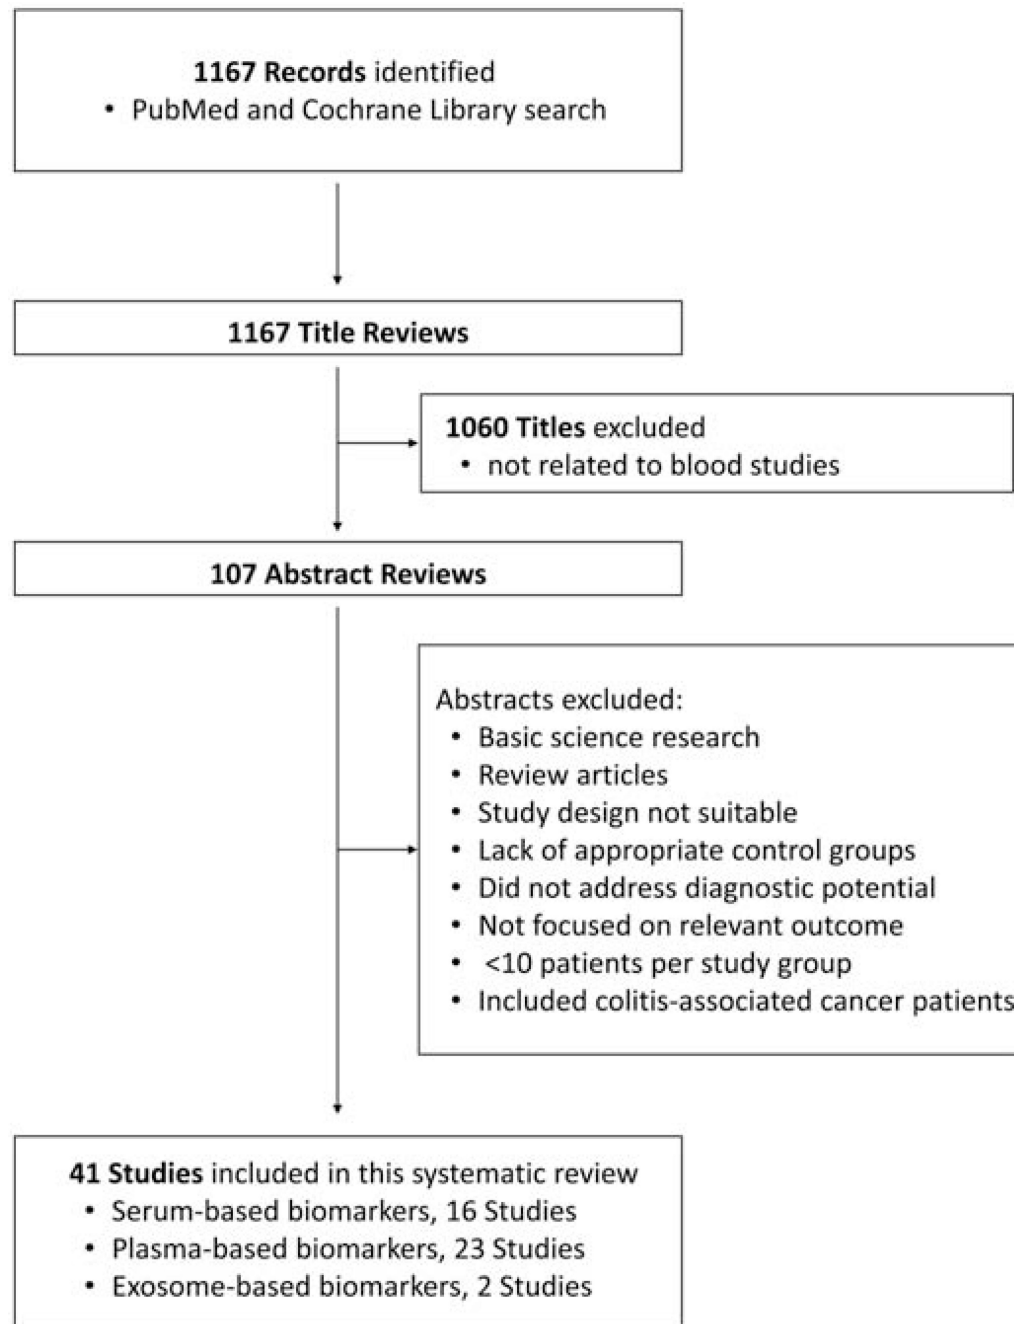 1167 Records identified
• PubMed and Cochrane Library search
1167 Title Reviews
1060 Titles excluded
• not related to blood studies
107 Abstract Reviews
Abstracts excluded:
• Basic science research
• Review articles
• Study design not suitable
• Lack of appropriate control groups
• Did not address diagnostic potential
• Not focused on relevant outcome
• <10 patients per study group
• Included colitis-associated cancer patients
41 Studies included in this systematic review
• Serum-based biomarkers, 16 Studies
• Plasma-based biomarkers, 23 Studies
• Exosome-based biomarkers, 2 Studies